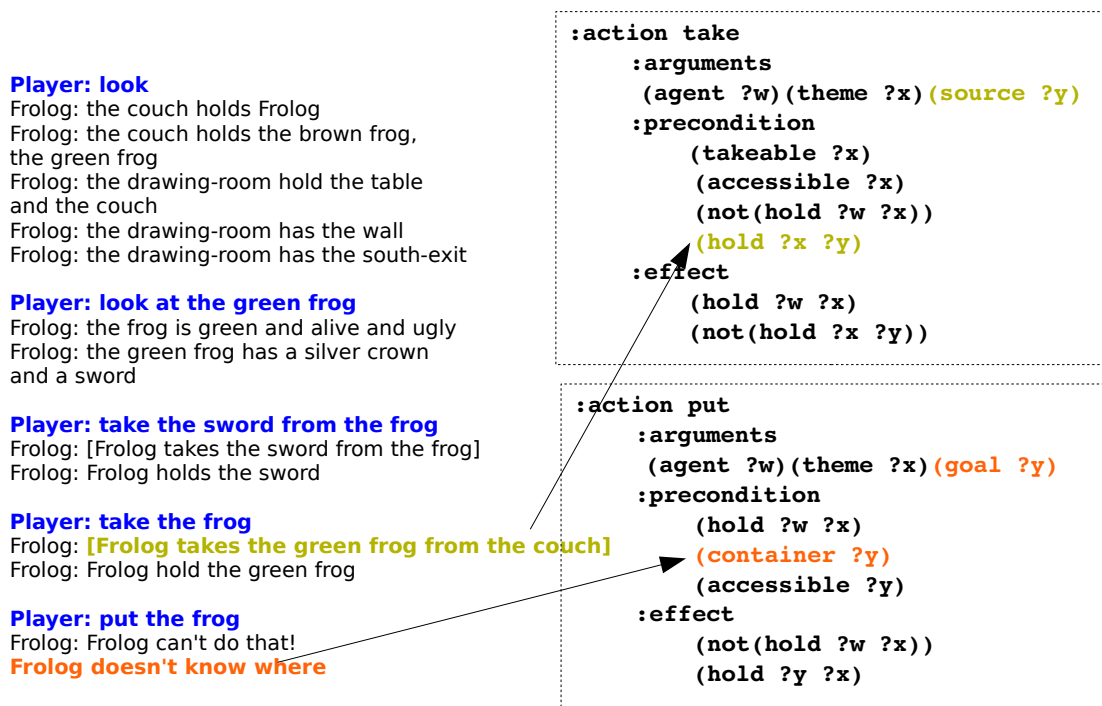 Player: look
Frolog: the couch holds Frolog
Frolog: the couch holds the brown frog,
the green frog
Frolog: the drawing-room hold the table
and the couch
Frolog: the drawing-room has the wall
Frolog: the drawing-room has the south-exit
Player: look at the green frog
Frolog: the frog is green and alive and ugly
Frolog: the green frog has a silver crown
and a sword
Player: take the sword from the frog
Frolog: [Frolog takes the sword from the frog]
Frolog: Frolog holds the sword
Player: take the frog
Frolog: [Frolog takes the green frog from the couch]
Frolog: Frolog hold the green frog
Player: put the frog
Frolog: Frolog can't do that!
Frolog doesn't know where
:action take
:arguments
(agent ?w)(theme ?x)(source ?y)
:precondition
(takeable ?x)
(accessible ?x)
(not(hold ?w ?x))
(hold ?x ?y)
:effect
(hold ?w ?x)
(not(hold ?x ?y))
:action put
:arguments
(agent ?w)(theme ?x)(goal ?y)
:precondition
(hold ?w ?x)
(container ?y)
(accessible ?y)
:effect
(not(hold ?w ?x))
(hold ?y ?x)